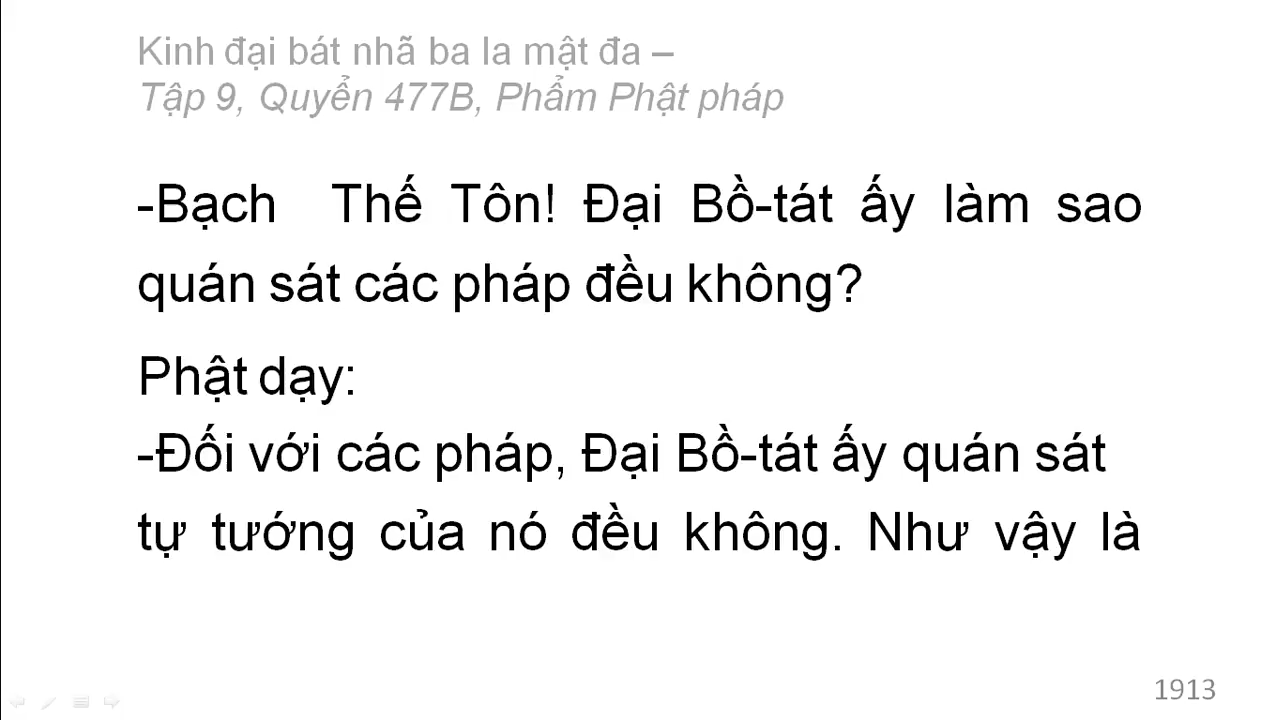 Kinh đại bát nhã ba la mật đa –
Tập 9, Quyển 477B, Phẩm Phật pháp
-Bạch Thế Tôn! Đại Bồ-tát ấy làm sao
quán sát các pháp đều không?
Phật dạy:
-Đối với các pháp, Đại Bồ-tát ấy quán sát
tự tướng của nó đều không. Như vậy là
1913